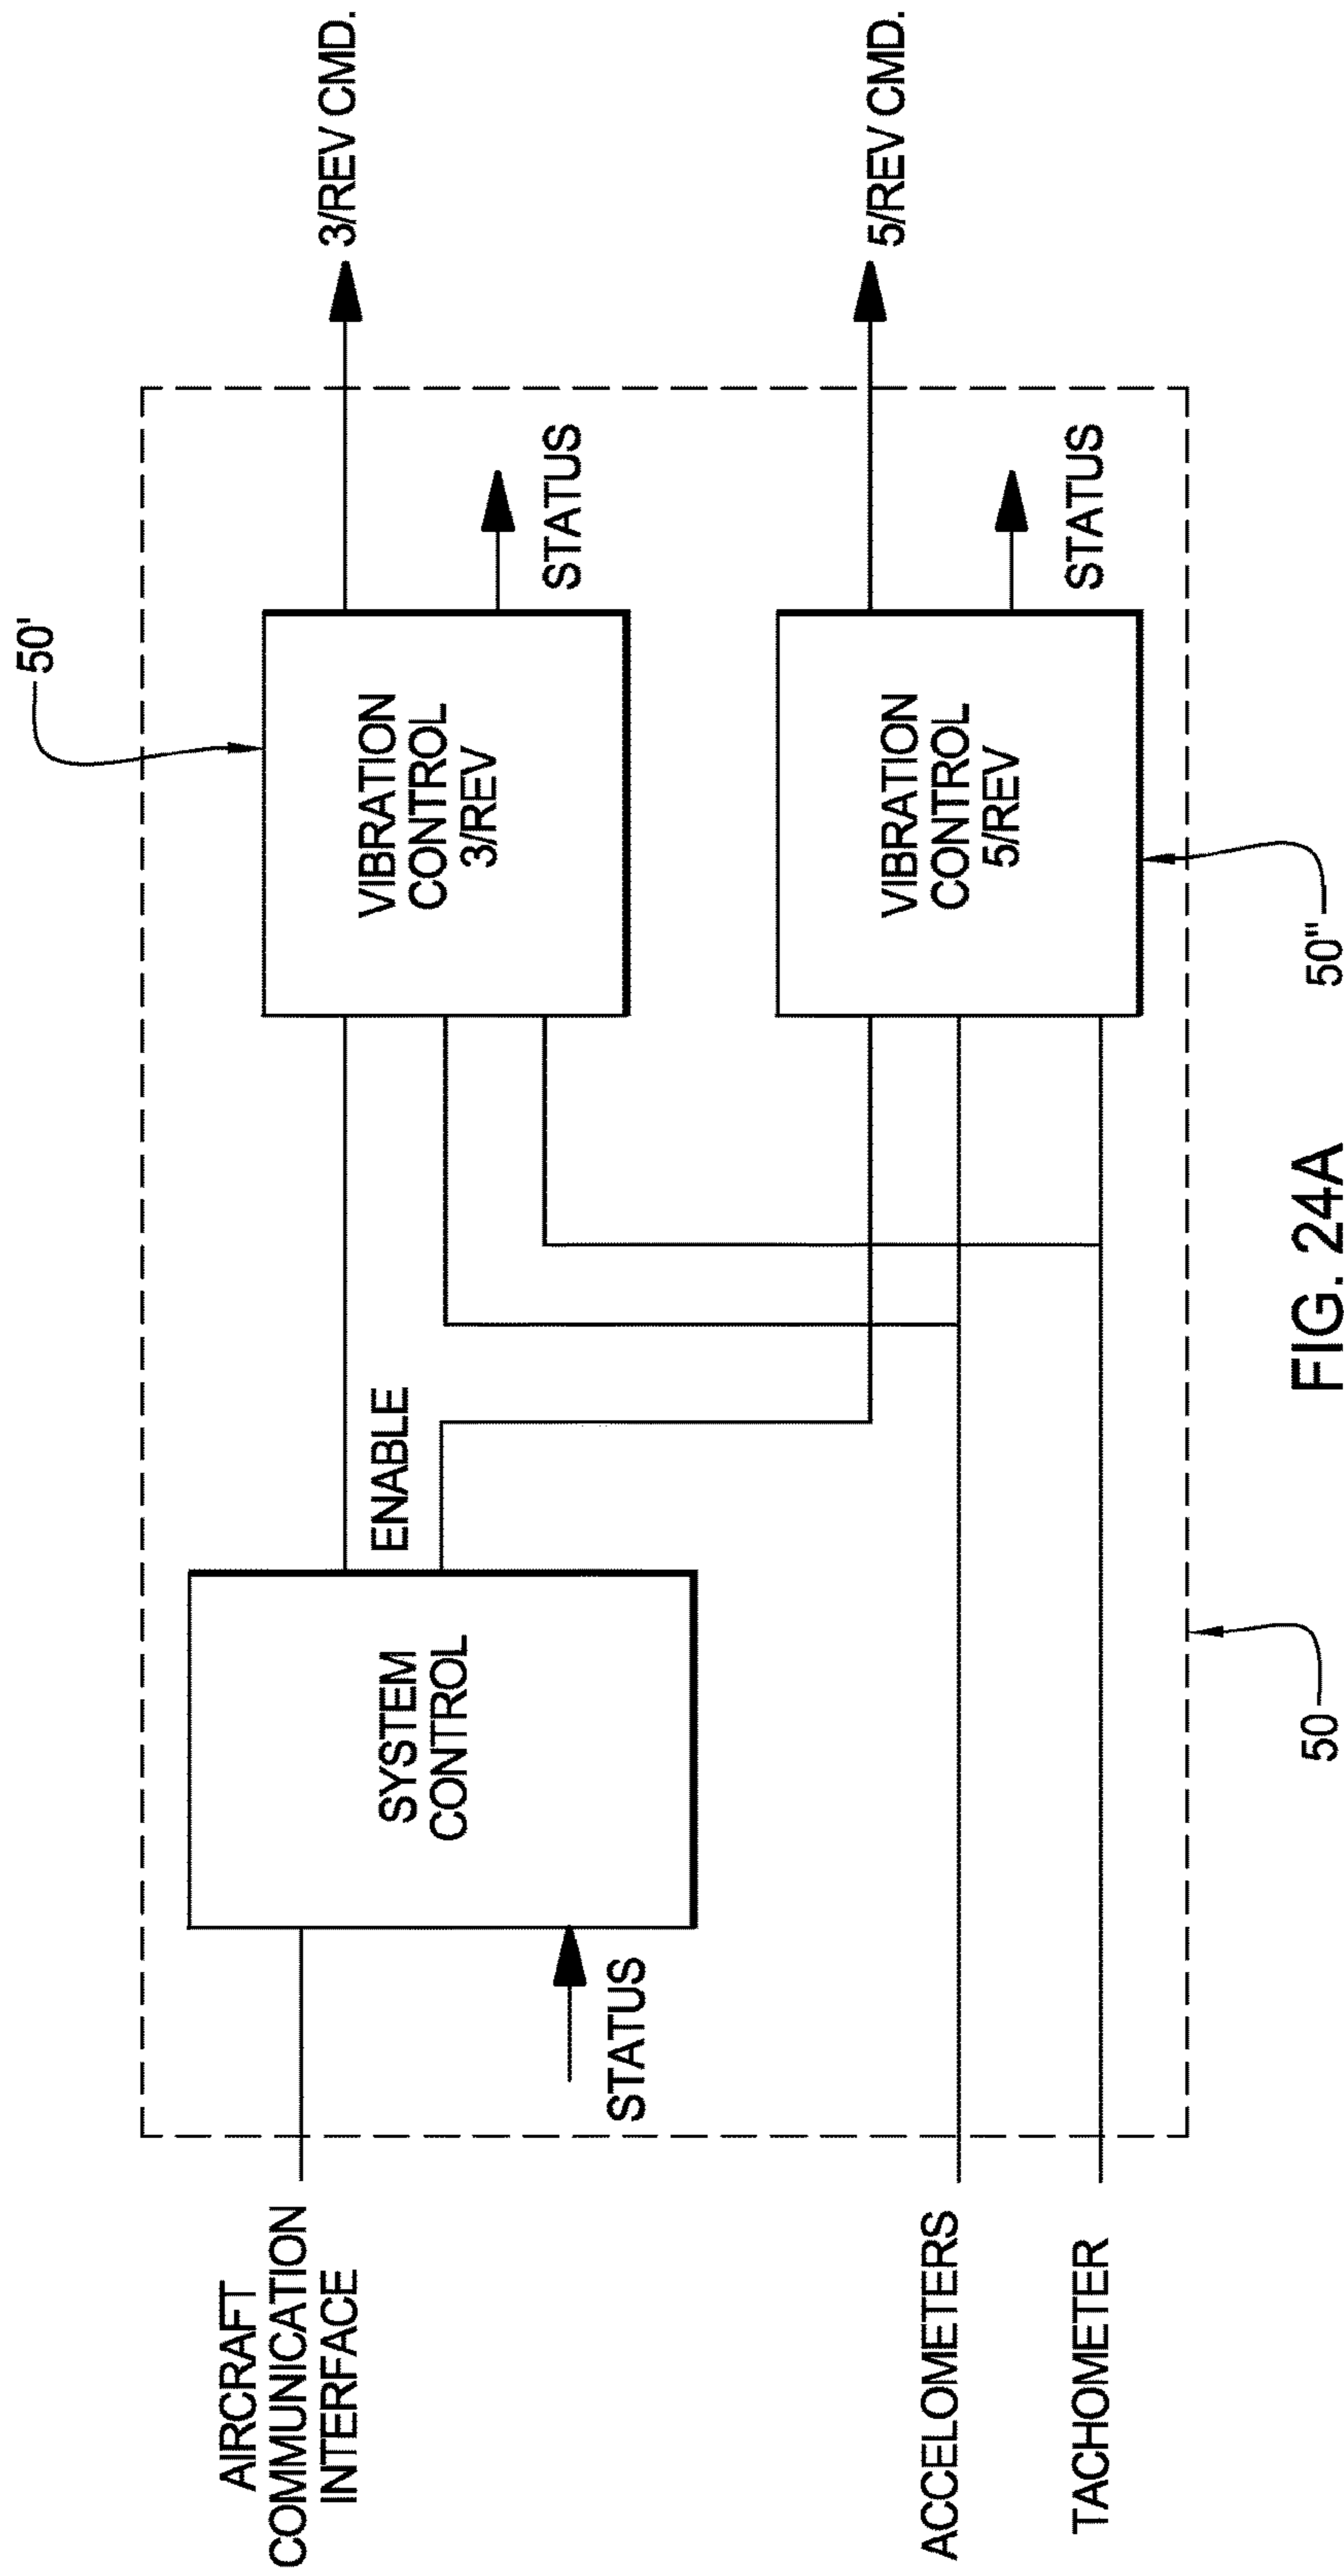 AIRCRAFT
COMMUNICATION
INTERFACE
STATUS
SYSTEM
CONTROL
ENABLE
50'
VIBRATION
CONTROL
3/REV
STATUS
3/REV CMD.
ACCELOMETERS
TACHOMETER
VIBRATION
CONTROL
5/REV
STATUS
5/REV CMD.
50
50"
FIG. 24A